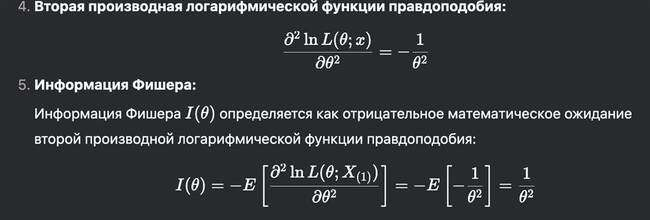 4. Вторая производная логарифмической функции правдоподобия:
∂² ln L(θ; x) / ∂θ² = − 1 / θ²
5. Информация Фишера:
Информация Фишера I(θ) определяется как отрицательное математическое ожидание
второй производной логарифмической функции правдоподобия:
I(θ) = −E [ ∂² ln L(θ; X₍₁₎) / ∂θ² ] = −E [ − 1 / θ² ] = 1 / θ²